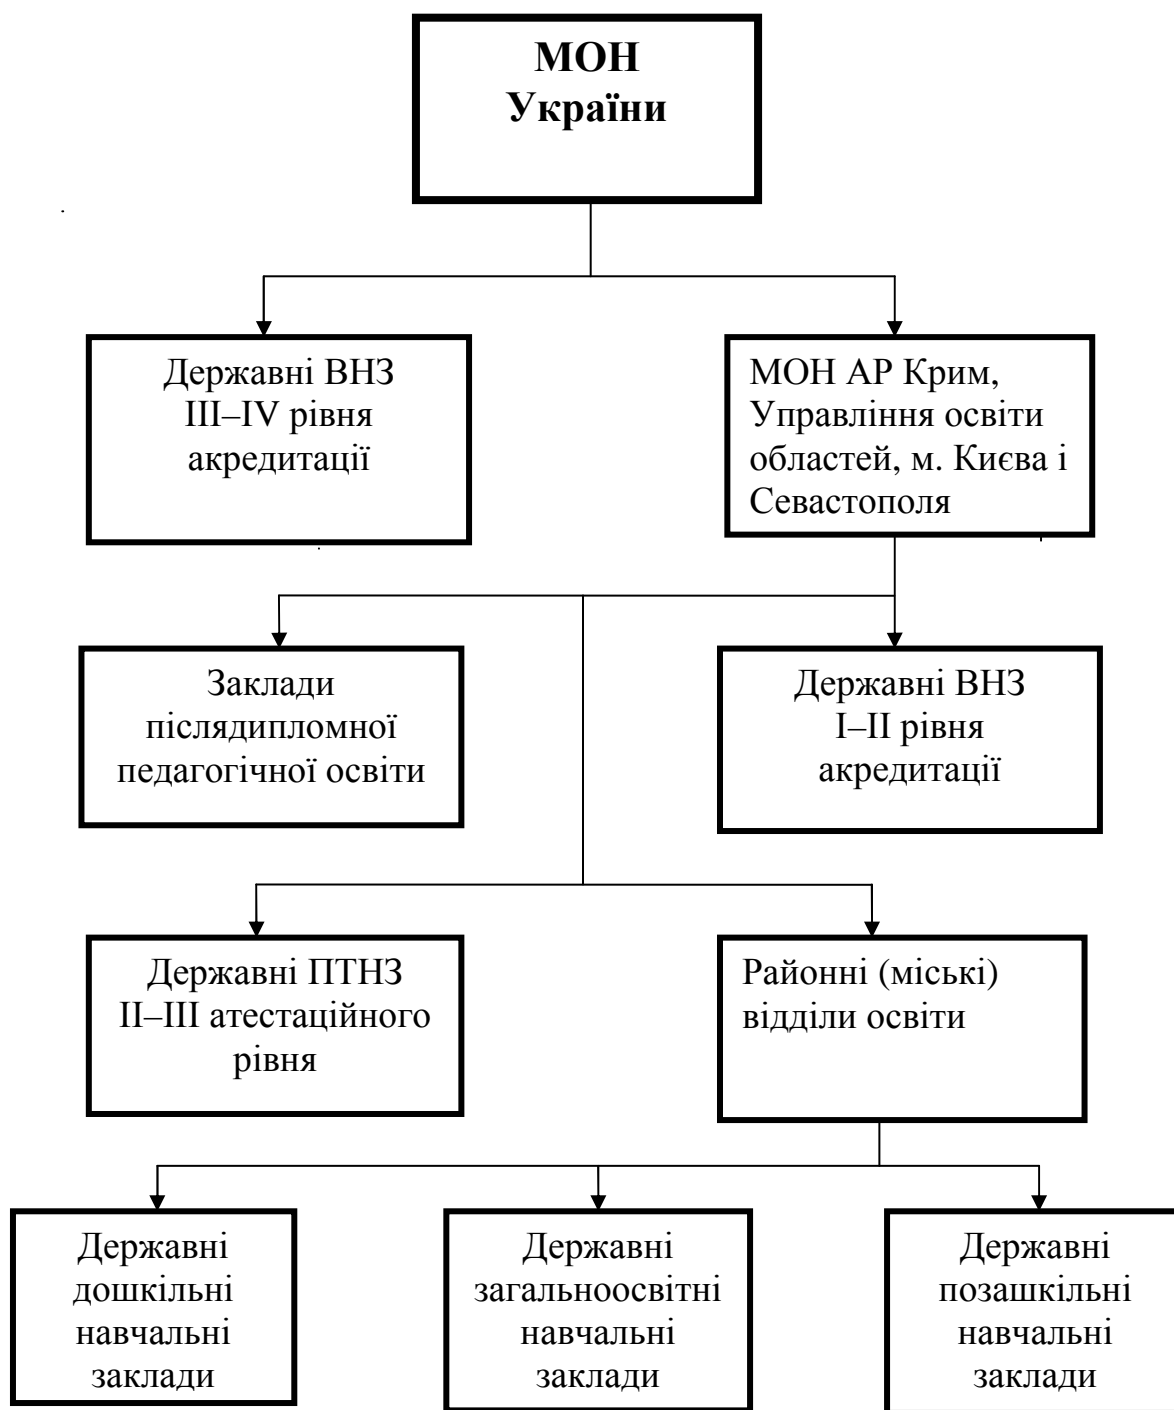 МОН
України
Державні ВНЗ
III–IV рівня
акредитації
МОН АР Крим,
Управління освіти
областей, м. Києва і
Севастополя
Заклади
післядипломної
педагогічної освіти
Державні ВНЗ
I–II рівня
акредитації
Державні ПТНЗ
II–III атестаційного
рівня
Районні (міські)
відділи освіти
Державні
дошкільні
навчальні
заклади
Державні
загальноосвітні
навчальні
заклади
Державні
позашкільні
навчальні
заклади